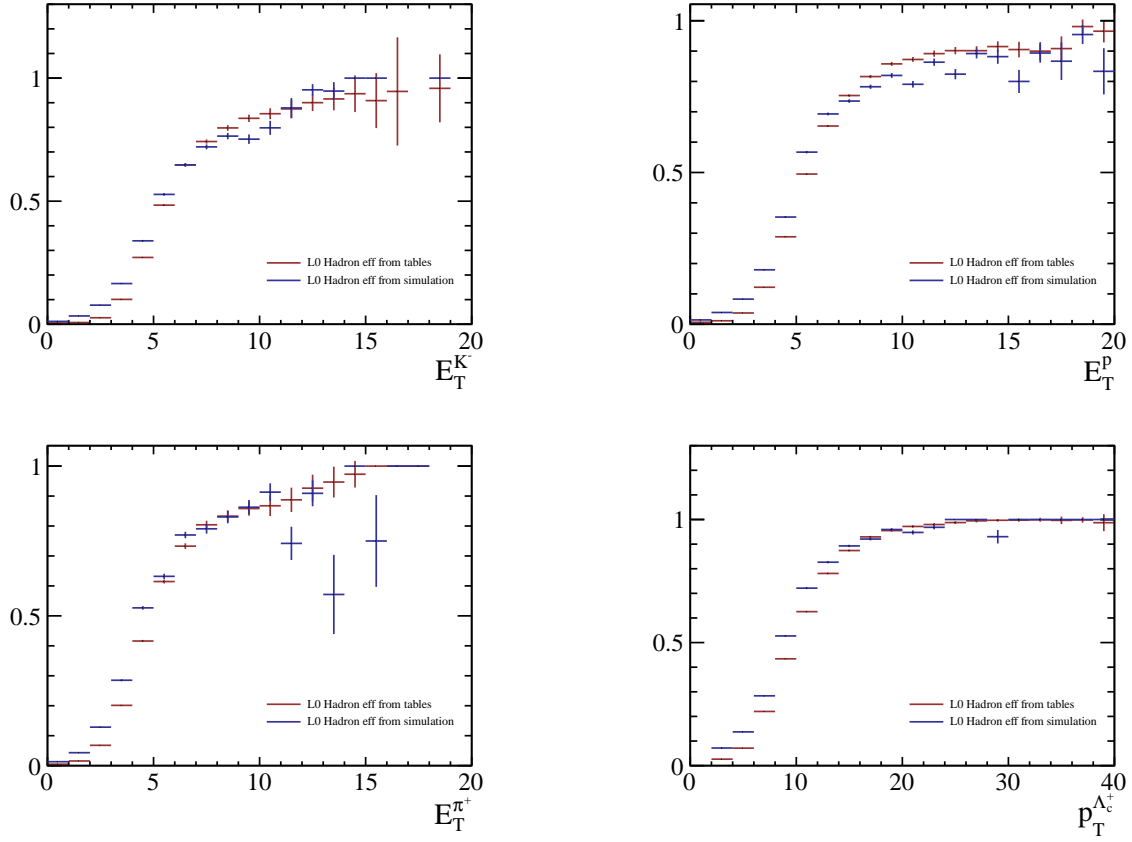 1
0.5
0
L0 Hadron eff from tables
L0 Hadron eff from simulation
0 5 10 15 20
E_T^{K^-}
1
0.5
0
L0 Hadron eff from tables
L0 Hadron eff from simulation
0 5 10 15 20
E_T^p
1
0.5
0
L0 Hadron eff from tables
L0 Hadron eff from simulation
0 5 10 15 20
E_T^{π^+}
1
0.5
0
L0 Hadron eff from tables
L0 Hadron eff from simulation
0 10 20 30 40
p_T^{Λ_c^+}